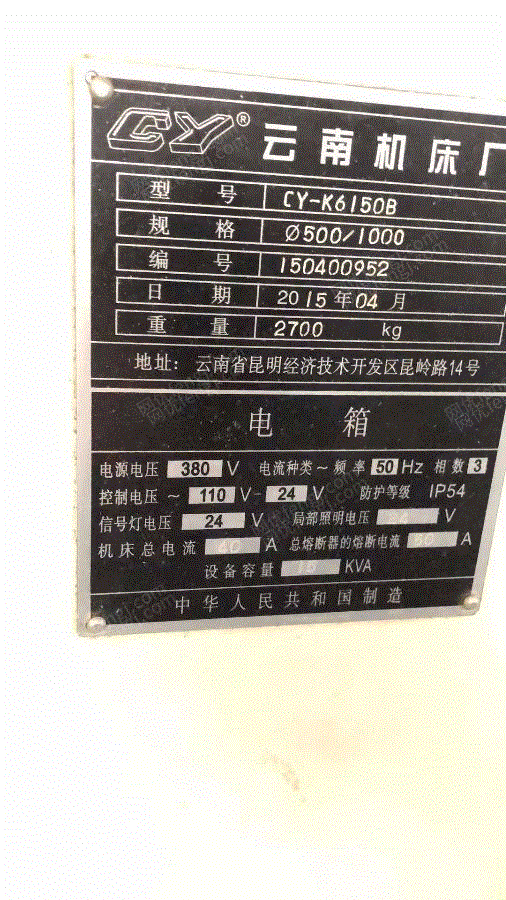 CY® 云南机床厂
型号 CY-K6150B
规格 Ø500/1000
编号 150400952
日期 2015年04月
重量 2700 kg
地址：云南省昆明经济技术开发区昆岭路14号
电箱
电源电压 380 V 电流种类~频率 50 Hz 相数 3
控制电压~ 110 V- 24 V 防护等级 IP54
信号灯电压 24 V 局部照明电压 V
机床总电流 A 总熔断器的熔断电流 A
设备容量 15 KVA
中华人民共和国制造